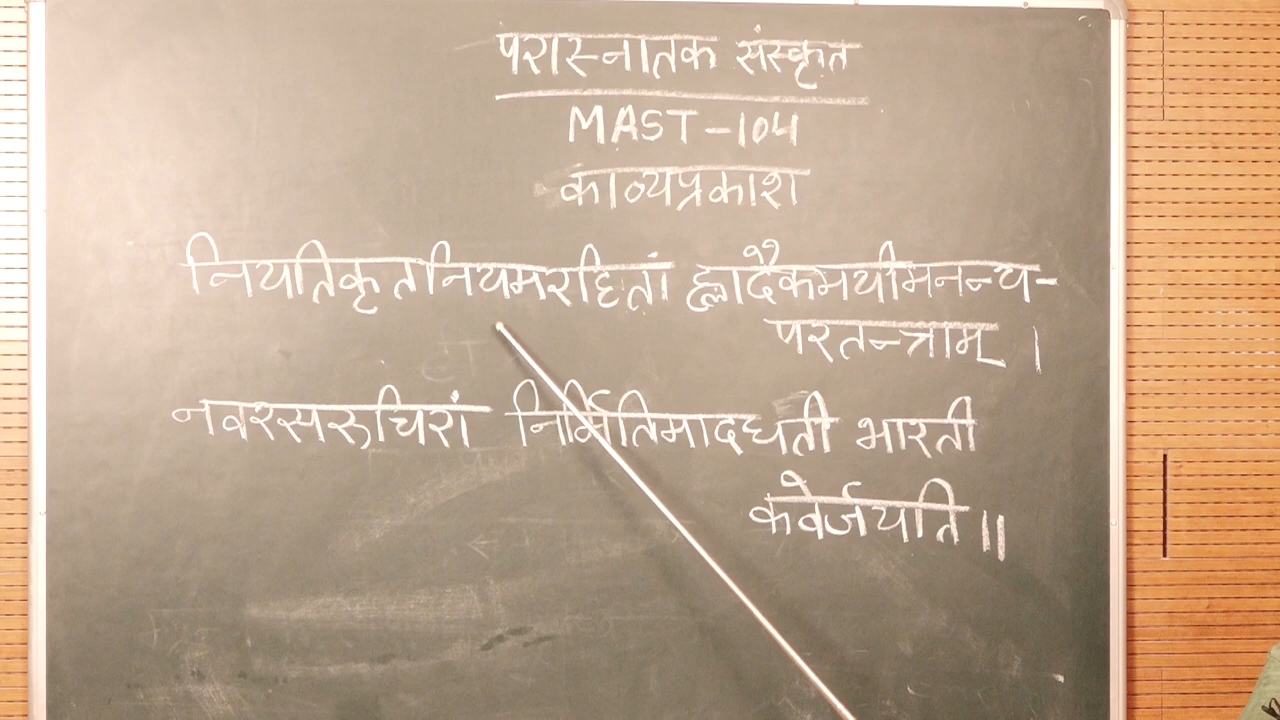 परास्नातक संस्कृत
MAST-104
काव्यप्रकाश
नियतिकृतनियमरहितां ह्लादैकमयीमनन्य-
परतन्त्राम् ।
नवरसरुचिरां निर्मितिमादधती भारती
कवेर्जयति ॥